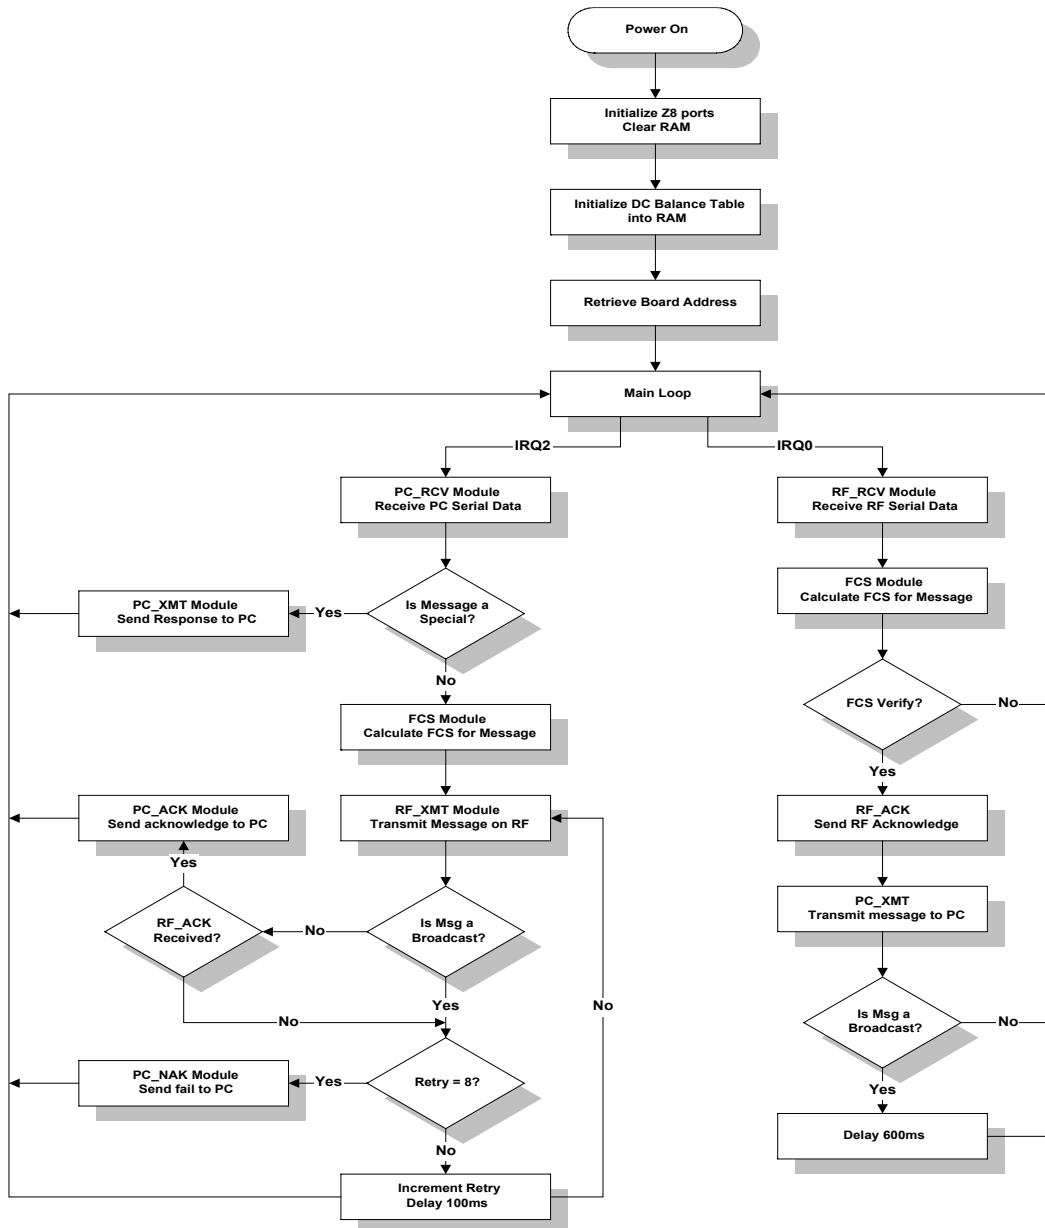 Power On
Initialize Z8 ports
Clear RAM
Initialize DC Balance Table
into RAM
Retrieve Board Address
Main Loop
IRQ2
IRQ0
PC_RCV Module
Receive PC Serial Data
RF_RCV Module
Receive RF Serial Data
PC_XMT Module
Send Response to PC
Yes
Is Message a
Special?
FCS Module
Calculate FCS for Message
No
FCS Module
Calculate FCS for Message
FCS Verify?
No
Yes
PC_ACK Module
Send acknowledge to PC
RF_XMT Module
Transmit Message on RF
RF_ACK
Send RF Acknowledge
Yes
RF_ACK
Received?
No
Is Msg a
Broadcast?
PC_XMT
Transmit message to PC
Yes
No
No
Is Msg a
Broadcast?
No
PC_NAK Module
Send fail to PC
Yes
Retry = 8?
Yes
Delay 600ms
No
Increment Retry
Delay 100ms